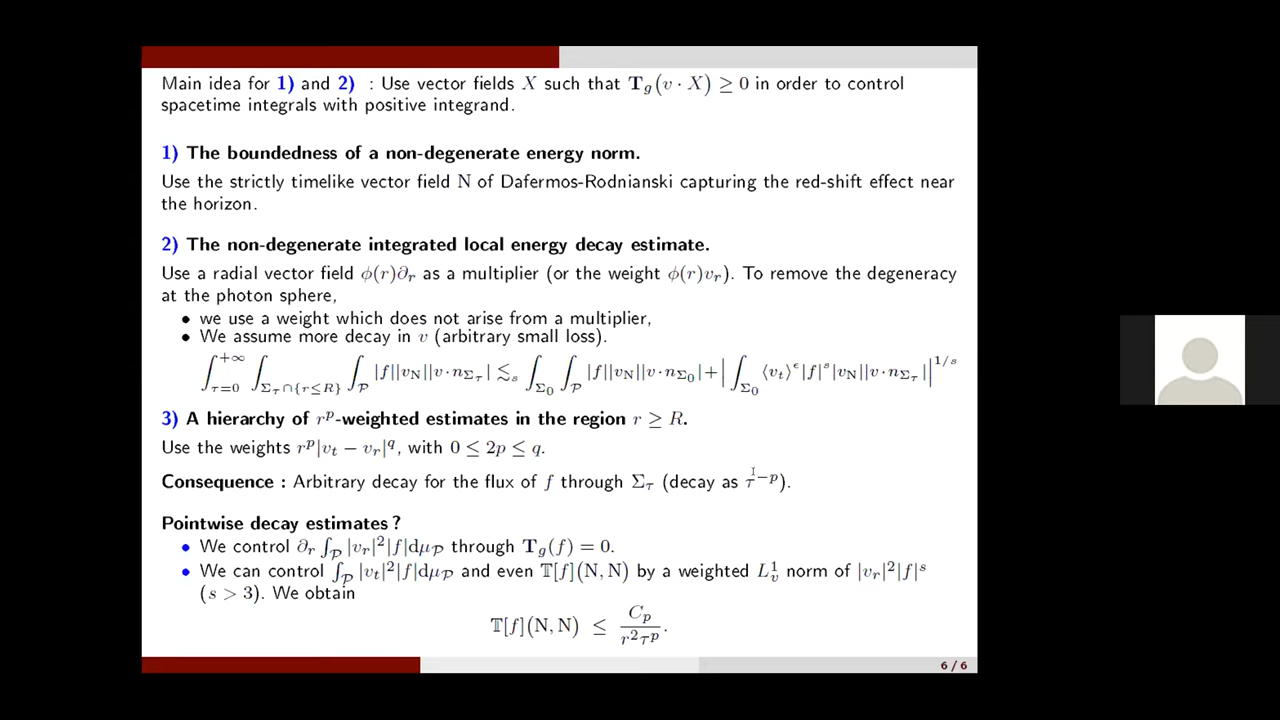 Main idea for 1) and 2) : Use vector fields X such that T_g(v · X) ≥ 0 in order to control
spacetime integrals with positive integrand.
1) The boundedness of a non-degenerate energy norm.
Use the strictly timelike vector field N of Dafermos-Rodnianski capturing the red-shift effect near
the horizon.
2) The non-degenerate integrated local energy decay estimate.
Use a radial vector field ϕ(r)∂_r as a multiplier (or the weight ϕ(r)v_r). To remove the degeneracy
at the photon sphere,
• we use a weight which does not arise from a multiplier,
• We assume more decay in v (arbitrary small loss).
∫_{τ=0}^{+∞} ∫_{Σ_τ∩{r≤R}} ∫_P |f||v_N||v·n_{Σ_τ}| ≲_s ∫_{Σ_0} ∫_P |f||v_N||v·n_{Σ_0}| + |∫_{Σ_0} ⟨v_t⟩^ϵ |f|^s |v_N||v·n_{Σ_τ}||^{1/s}
3) A hierarchy of r^p-weighted estimates in the region r ≥ R.
Use the weights r^p|v_t − v_r|^q, with 0 ≤ 2p ≤ q.
Consequence : Arbitrary decay for the flux of f through Σ_τ (decay as τ^{−p}).
Pointwise decay estimates ?
• We control ∂_r ∫_P |v_r|^2|f|dμ_P through T_g(f) = 0.
• We can control ∫_P |v_t|^2|f|dμ_P and even 𝕋[f](N, N) by a weighted L^1_v norm of |v_r|^2|f|^s
(s > 3). We obtain
𝕋[f](N, N) ≤ C_p / r^2τ^p.
6 / 6